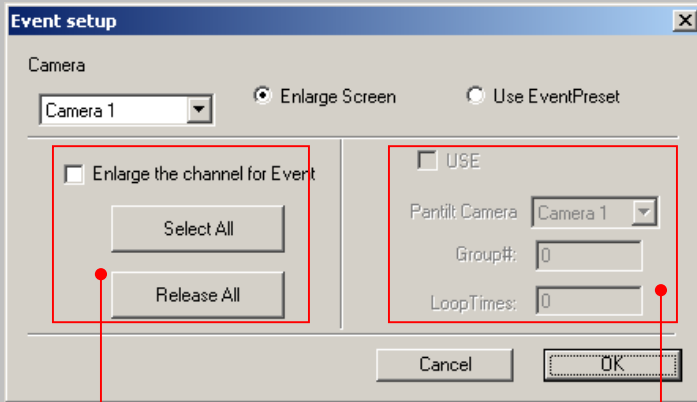 Event setup
Camera
Camera 1
Enlarge Screen
Use EventPreset
Enlarge the channel for Event
Select All
Release All
USE
Pantilt Camera
Camera 1
Group#:
0
LoopTimes:
0
Cancel
OK